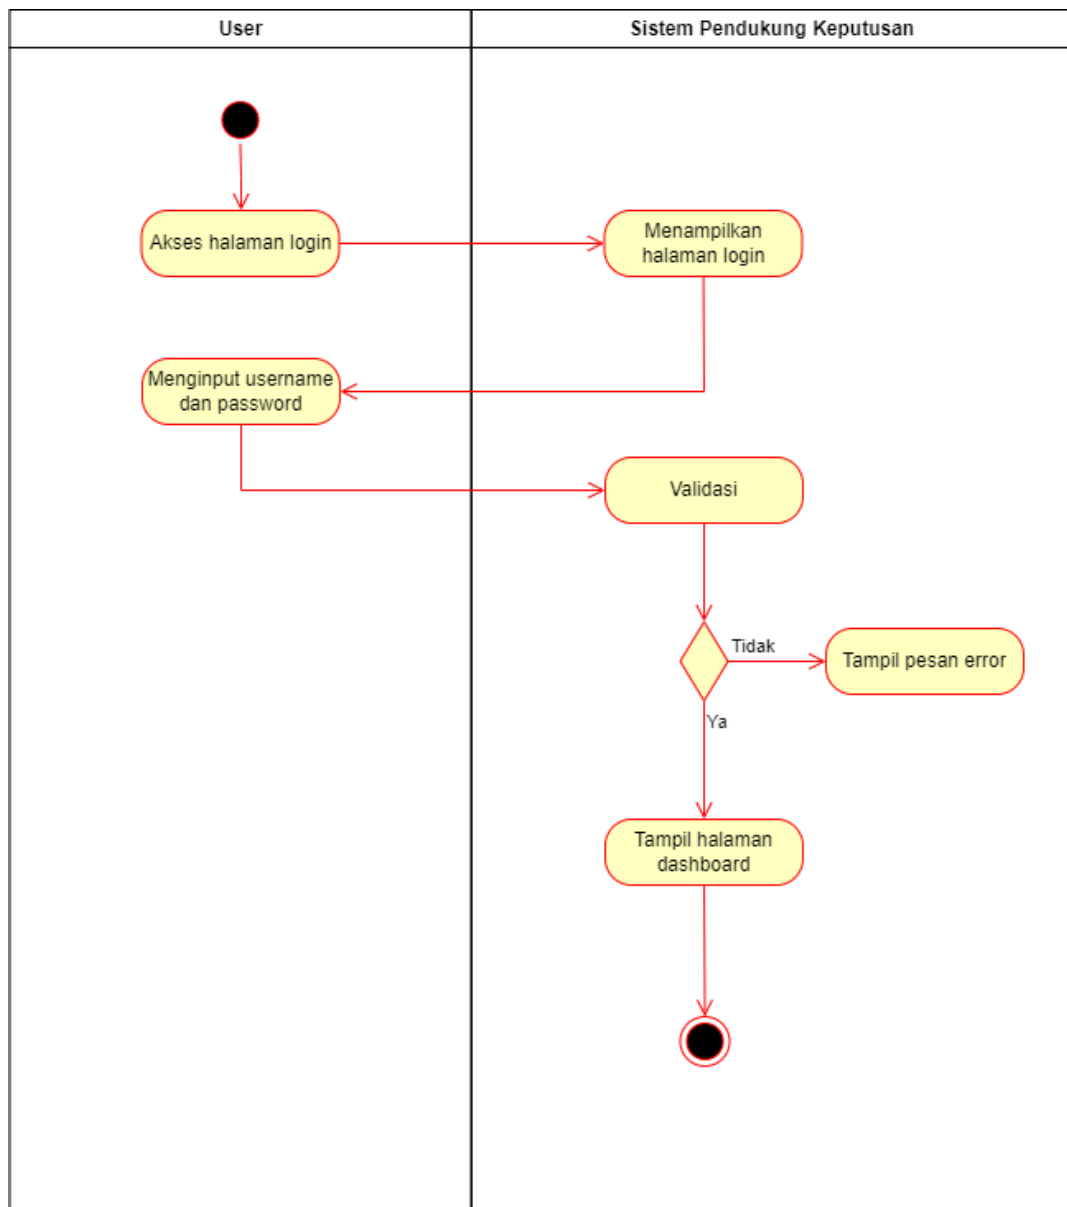 User
Sistem Pendukung Keputusan
Akses halaman login
Menampilkan
halaman login
Menginput username
dan password
Validasi
Tidak
Tampil pesan error
Ya
Tampil halaman
dashboard